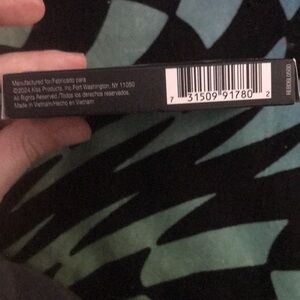 Manufactured for/Fabricado para
©2024 Kiss Products, Inc. Port Washington, NY 11050
All Rights Reserved./Todos los derechos reservados.
Made in Vietnam/Hecho en Vietnam
7 31509 91780 2